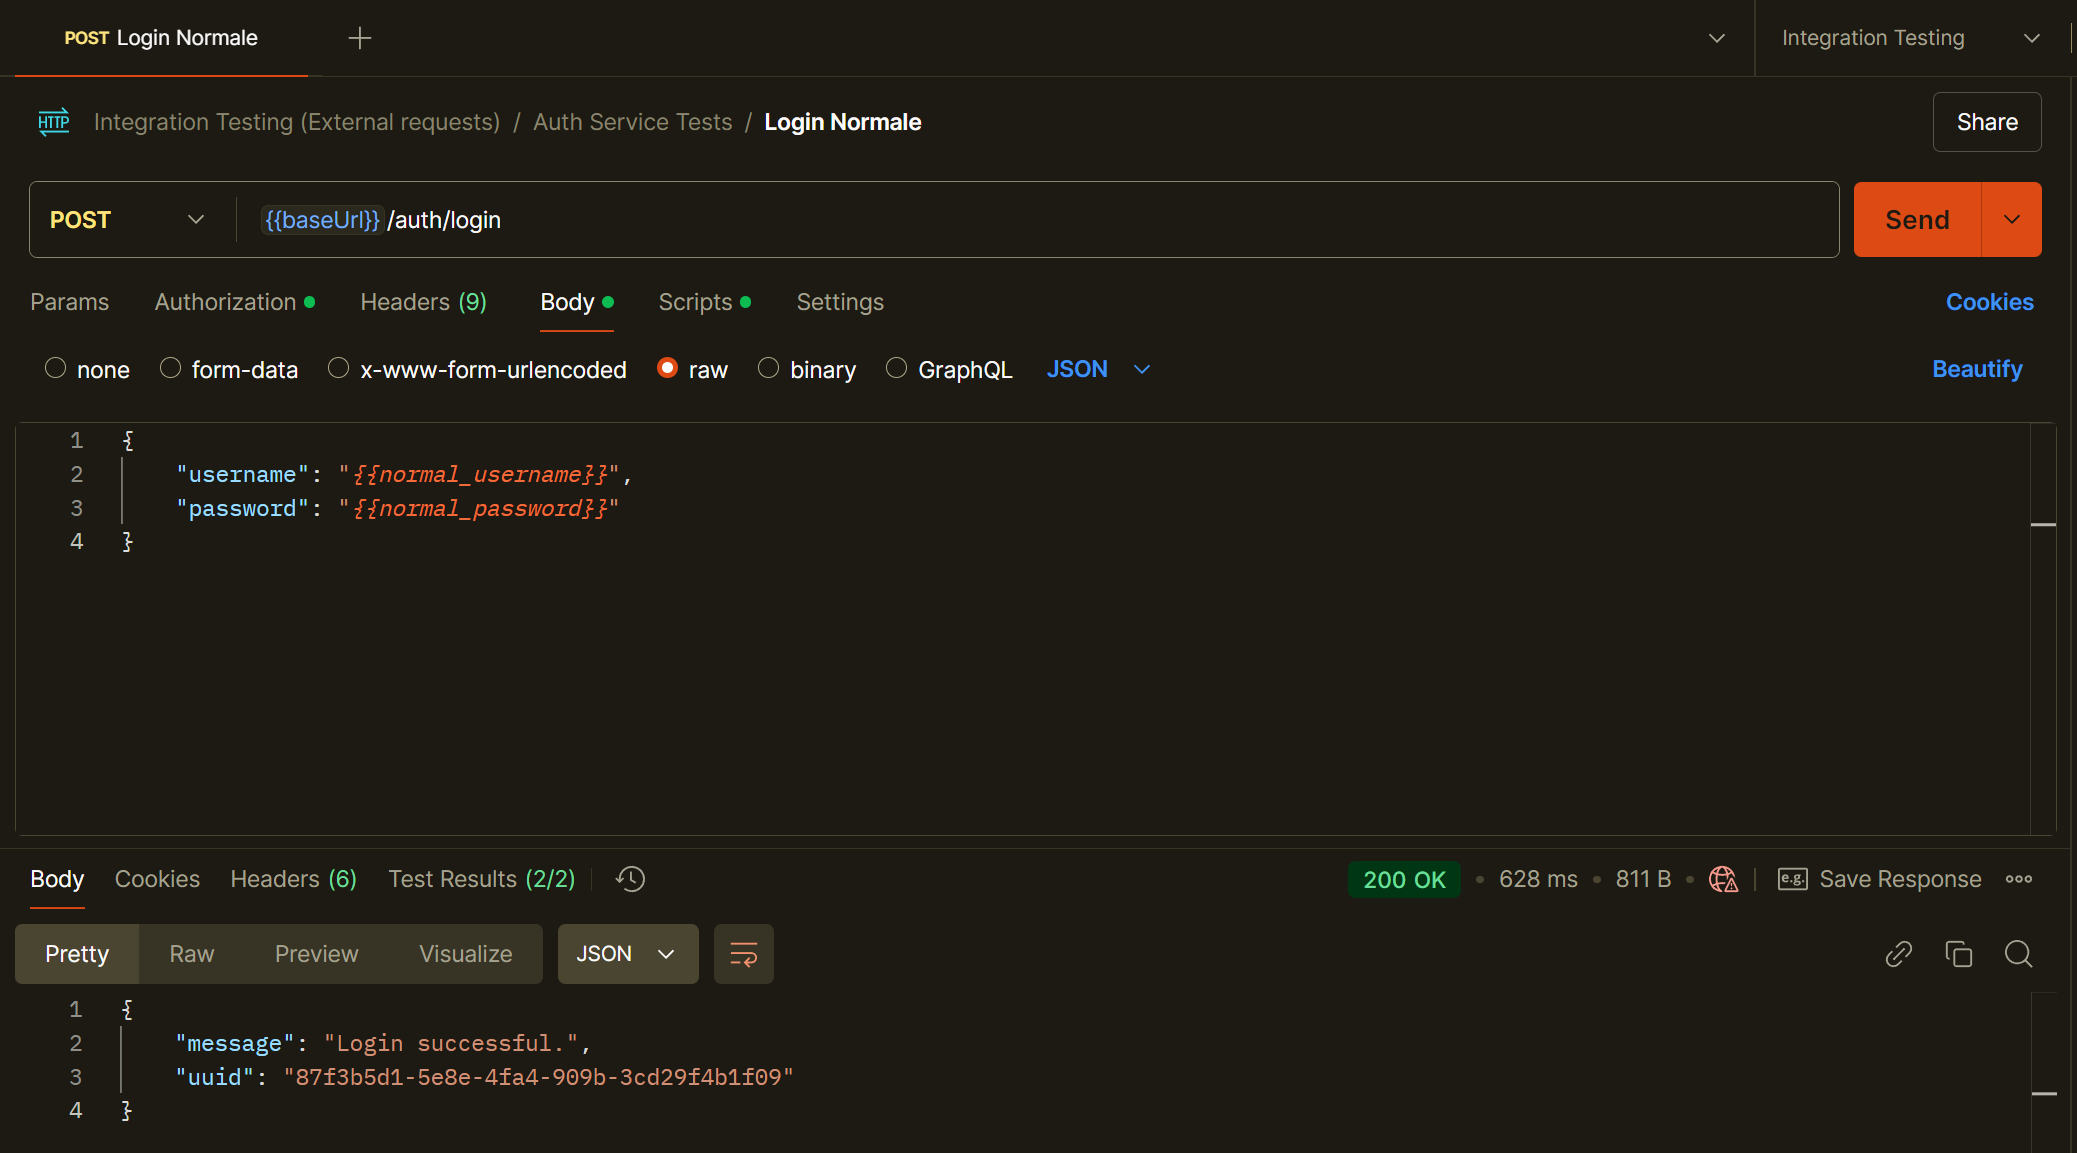 POST Login Normale
Integration Testing
HTTP Integration Testing (External requests) / Auth Service Tests / Login Normale
Share
POST {{baseUrl}}/auth/login
Send
Params Authorization Headers (9) Body Scripts Settings Cookies
none form-data x-www-form-urlencoded raw binary GraphQL JSON Beautify
1 {
2 "username": "{{normal_username}}",
3 "password": "{{normal_password}}"
4 }
Body Cookies Headers (6) Test Results (2/2) 200 OK • 628 ms • 811 B • e.g. Save Response
Pretty Raw Preview Visualize JSON
1 {
2 "message": "Login successful.",
3 "uuid": "87f3b5d1-5e8e-4fa4-909b-3cd29f4b1f09"
4 }